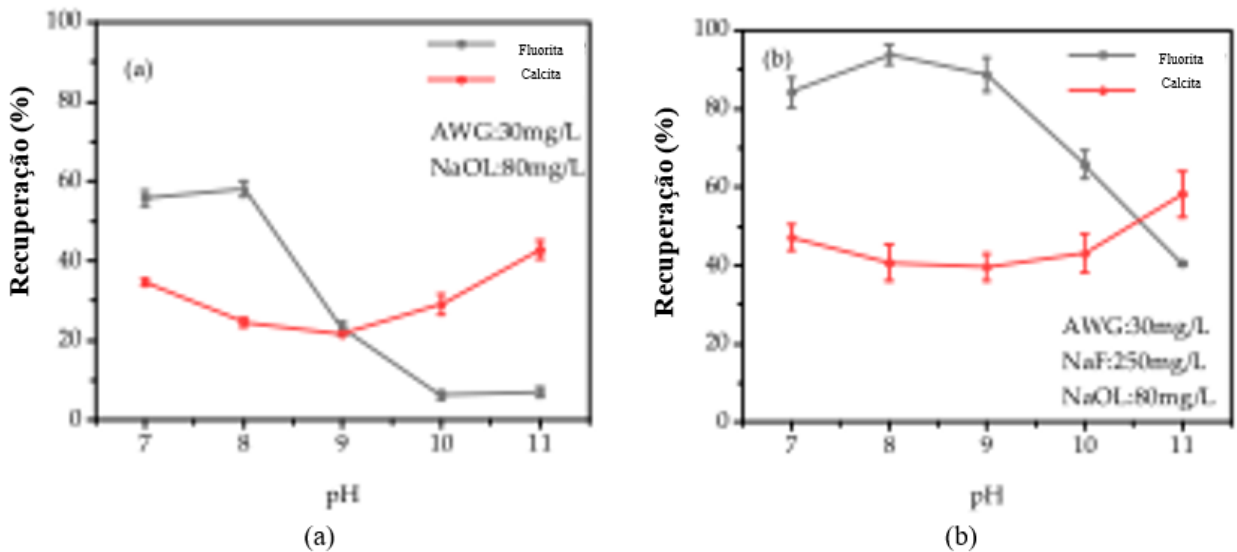 Recuperação (%)
100
80
60
40
20
0
(a)
Fluorita
Calcita
AWG:30mg/L
NaOL:80mg/L
7 8 9 10 11
pH
(a)
Recuperação (%)
100
80
60
40
20
0
(b)
Fluorita
Calcita
AWG:30mg/L
NaF:250mg/L
NaOL:80mg/L
7 8 9 10 11
pH
(b)